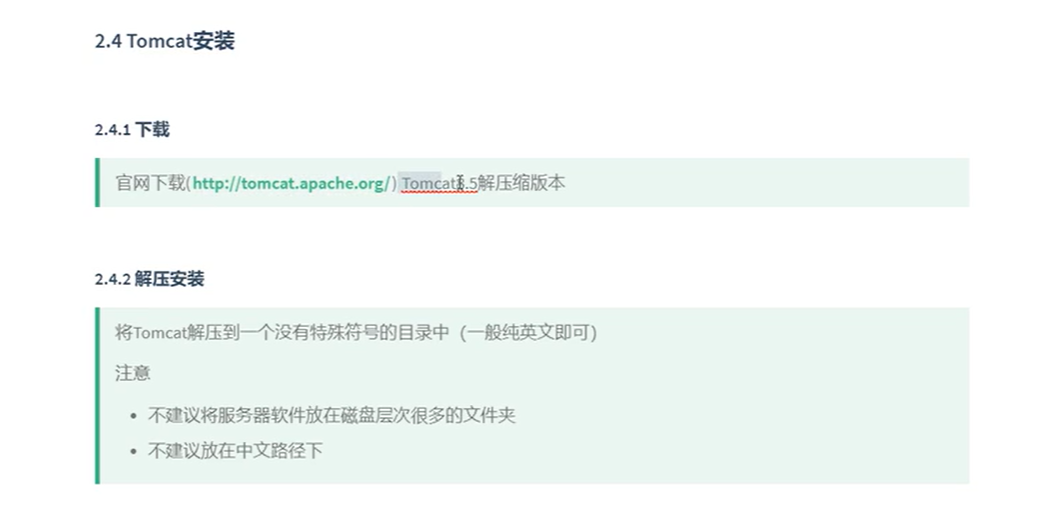 2.4 Tomcat安装
2.4.1 下载
官网下载(http://tomcat.apache.org/) Tomcat8.5解压缩版本
2.4.2 解压安装
将Tomcat解压到一个没有特殊符号的目录中（一般纯英文即可）
注意
• 不建议将服务器软件放在磁盘层次很多的文件夹
• 不建议放在中文路径下